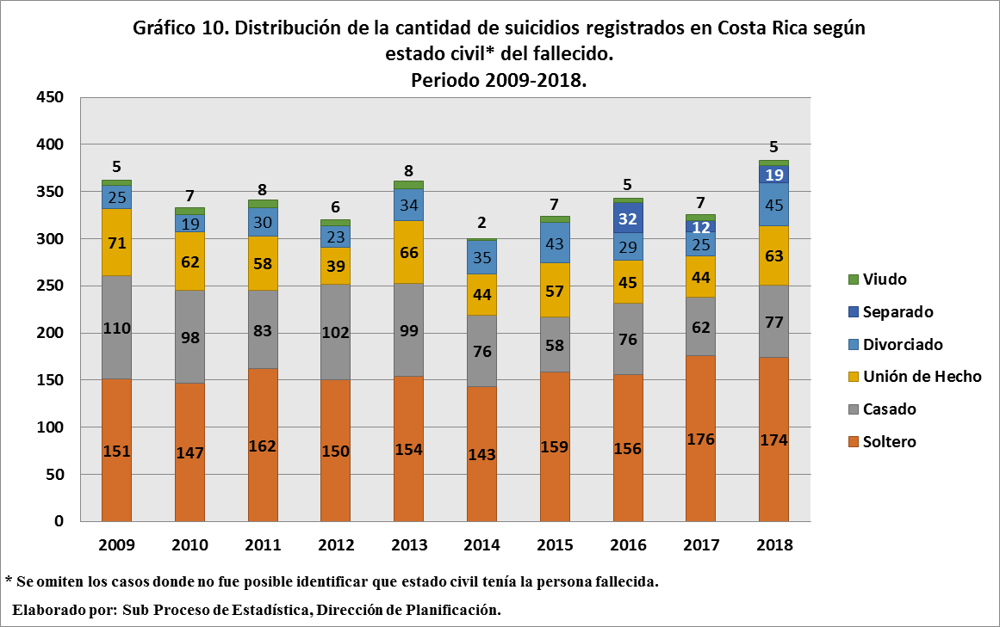 Gráfico 10. Distribución de la cantidad de suicidios registrados en Costa Rica según
estado civil* del fallecido.
Periodo 2009-2018.
450
400
350
300
250
200
150
100
50
0
5 7 8 6 8 2 7 5 7 5
32 12 19
25 19 30 23 34 35 43 29 25 45
71 62 58 39 66 44 57 45 44 63
110 98 83 102 99 76 58 76 62 77
151 147 162 150 154 143 159 156 176 174
2009 2010 2011 2012 2013 2014 2015 2016 2017 2018
Viudo
Separado
Divorciado
Unión de Hecho
Casado
Soltero
* Se omiten los casos donde no fue posible identificar que estado civil tenía la persona fallecida.
Elaborado por: Sub Proceso de Estadística, Dirección de Planificación.